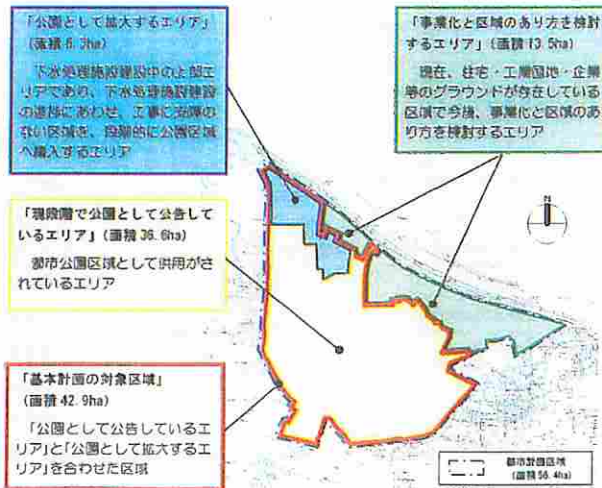 「公園として拡大するエリア」
(面積 6.3ha)
下水処理施設建設中の上部エ
リアであり、下水処理施設建設
の進捗にあわせ、工事に支障の
ない区域を、段階的に公園区域
へ編入するエリア
「事業化と区域のあり方を検討
するエリア」(面積 13.5ha)
現在、住宅・工業団地・企業
等のグラウンドが存在している
区域で今後、事業化と区域のあ
り方を検討するエリア
「現段階で公園として公告して
いるエリア」(面積 36.6ha)
都市公園区域として供用がさ
れているエリア
「基本計画の対象区域」
(面積 42.9ha)
「公園として公告しているエ
リア」と「公園として拡大するエ
リア」を合わせた区域
都市計画区域
(面積 56.4ha)